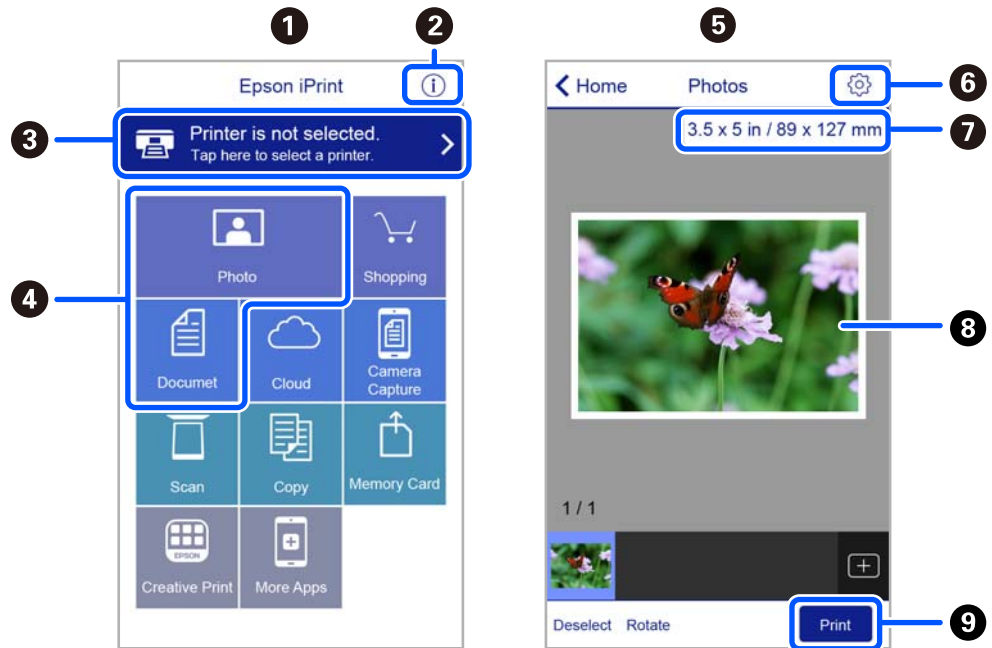 1
2
Epson iPrint
3
Printer is not selected.
Tap here to select a printer.
4
Photo
Shopping
Documet
Cloud
Camera
Capture
Scan
Copy
Memory Card
EPSON
Creative Print
More Apps
5
Home
Photos
6
3.5 x 5 in / 89 x 127 mm
7
8
1 / 1
Deselect
Rotate
Print
9